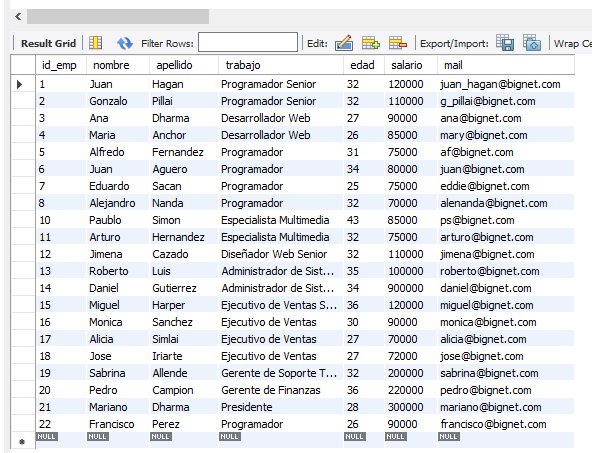 Result Grid Filter Rows: Edit: Export/Import: Wrap Ce
id_emp nombre apellido trabajo edad salario mail
1 Juan Hagan Programador Senior 32 120000 juan_hagan@bignet.com
2 Gonzalo Pillai Programador Senior 32 110000 g_pillai@bignet.com
3 Ana Dharma Desarrollador Web 27 90000 ana@bignet.com
4 Maria Anchor Desarrollador Web 26 85000 mary@bignet.com
5 Alfredo Fernandez Programador 31 75000 af@bignet.com
6 Juan Aguero Programador 34 80000 juan@bignet.com
7 Eduardo Sacan Programador 25 75000 eddie@bignet.com
8 Alejandro Nanda Programador 32 70000 alenanda@bignet.com
10 Paublo Simon Especialista Multimedia 43 85000 ps@bignet.com
11 Arturo Hernandez Especialista Multimedia 32 75000 arturo@bignet.com
12 Jimena Cazado Diseñador Web Senior 32 110000 jimena@bignet.com
13 Roberto Luis Administrador de Sist... 35 100000 roberto@bignet.com
14 Daniel Gutierrez Administrador de Sist... 34 900000 daniel@bignet.com
15 Miguel Harper Ejecutivo de Ventas S... 36 120000 miguel@bignet.com
16 Monica Sanchez Ejecutivo de Ventas 30 90000 monica@bignet.com
17 Alicia Simlai Ejecutivo de Ventas 27 70000 alicia@bignet.com
18 Jose Iriarte Ejecutivo de Ventas 27 72000 jose@bignet.com
19 Sabrina Allende Gerente de Soporte T... 32 200000 sabrina@bignet.com
20 Pedro Campion Gerente de Finanzas 36 220000 pedro@bignet.com
21 Mariano Dharma Presidente 28 300000 mariano@bignet.com
22 Francisco Perez Programador 26 90000 francisco@bignet.com
NULL NULL NULL NULL NULL NULL NULL